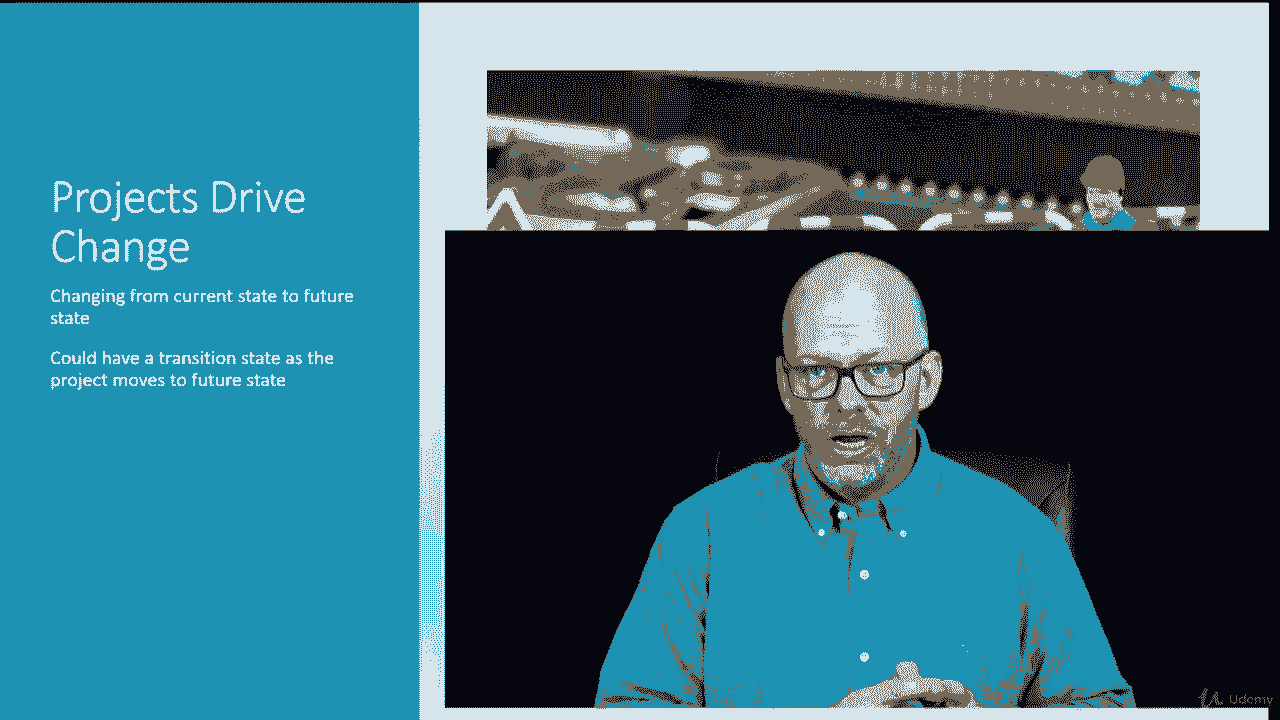 Projects Drive
Change
Changing from current state to future
state
Could have a transition state as the
project moves to future state
Udemy